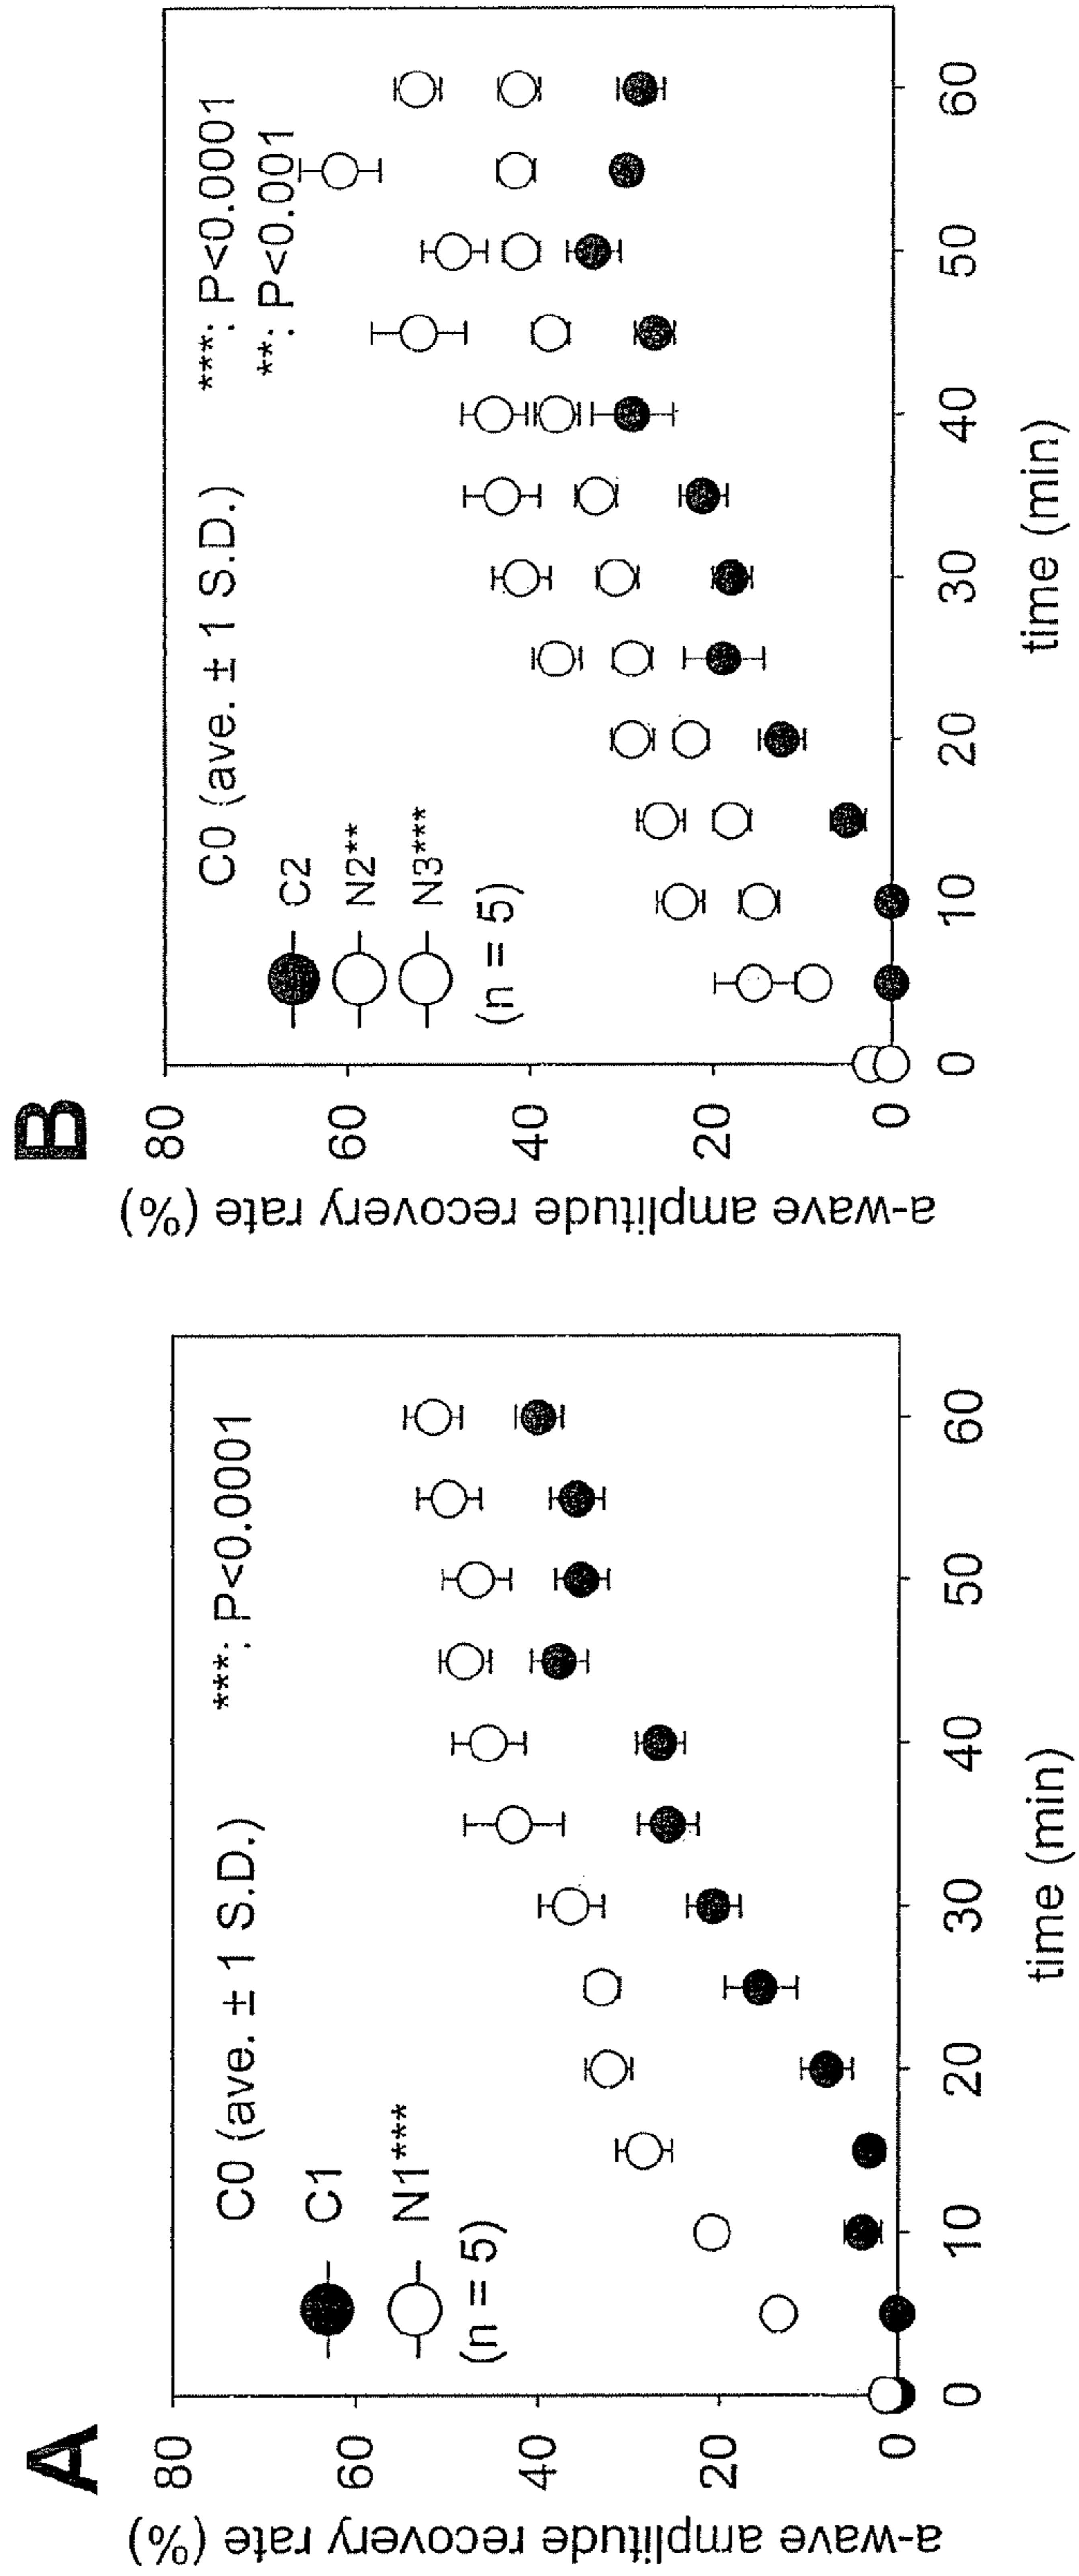 A
C0 (ave. ± 1 S.D.)
***: P<0.0001
C1
N1***
(n = 5)
80
60
40
20
0
a-wave amplitude recovery rate (%)
0 10 20 30 40 50 60
time (min)
B
C0 (ave. ± 1 S.D.)
***: P<0.0001
**: P<0.001
C2
N2**
N3***
(n = 5)
80
60
40
20
0
a-wave amplitude recovery rate (%)
0 10 20 30 40 50 60
time (min)